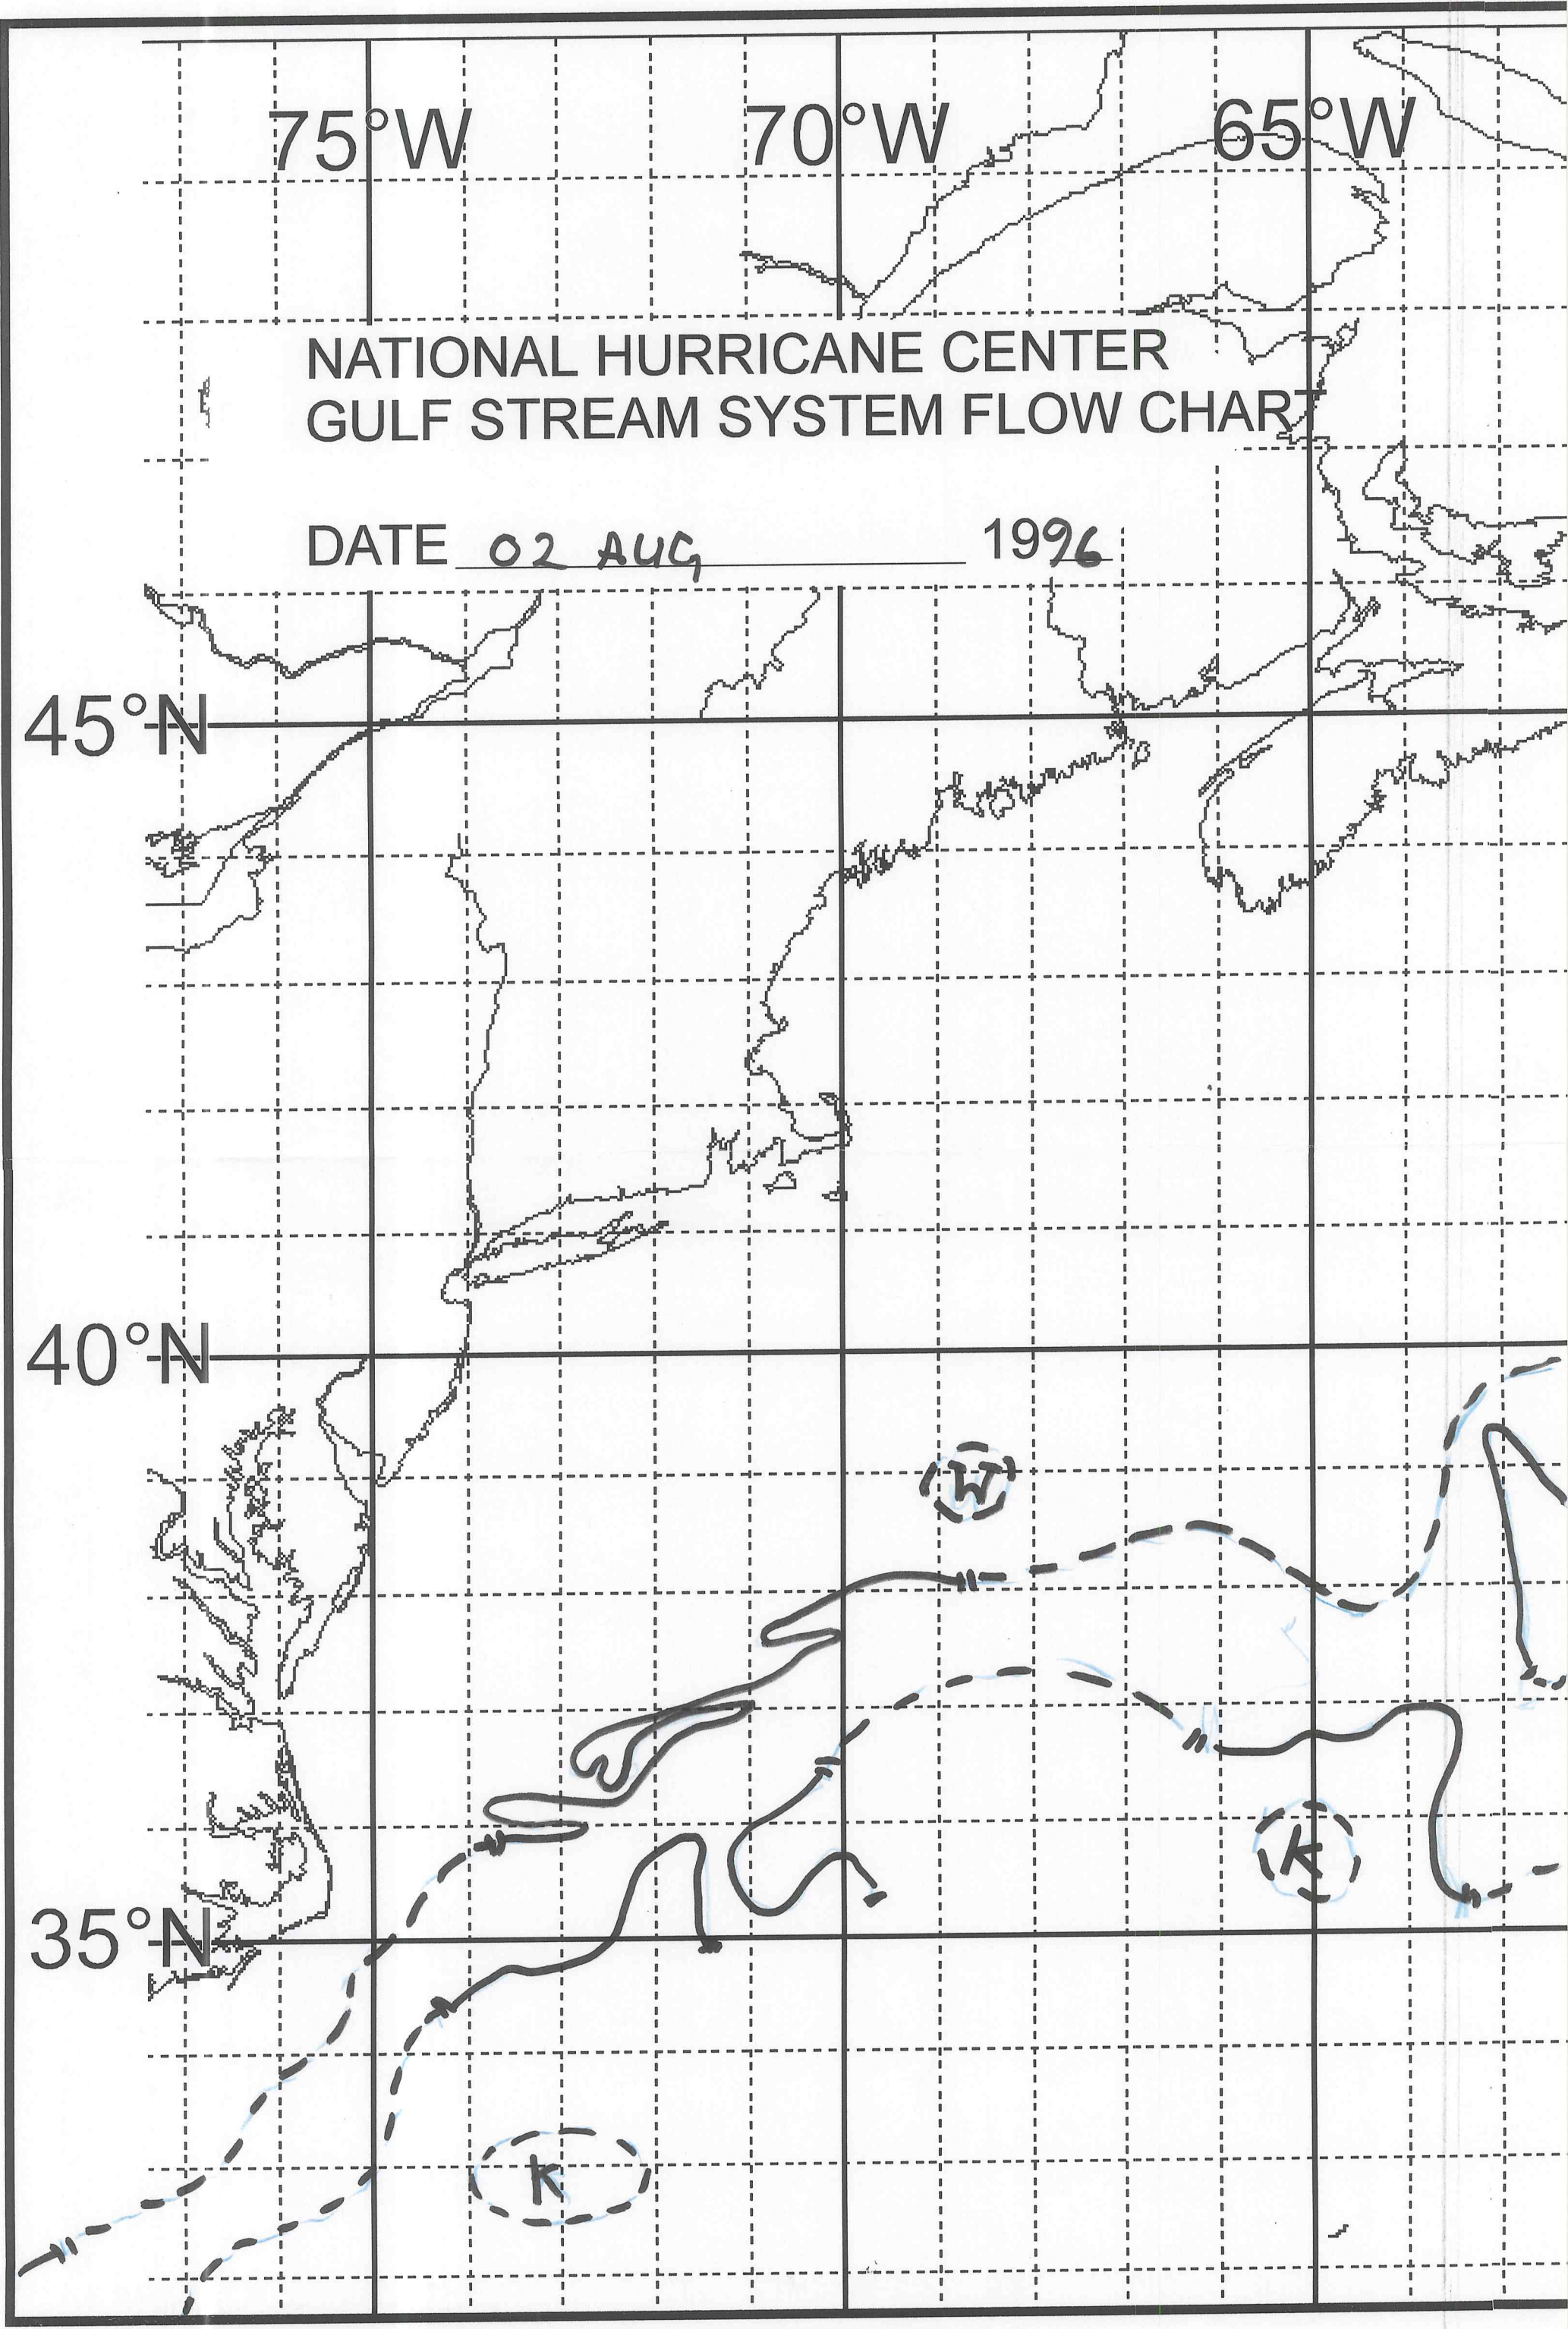 75°W 70°W 65°W
NATIONAL HURRICANE CENTER
GULF STREAM SYSTEM FLOW CHART
DATE 02 AUG 1996
45°N
40°N
W
K
35°N
K